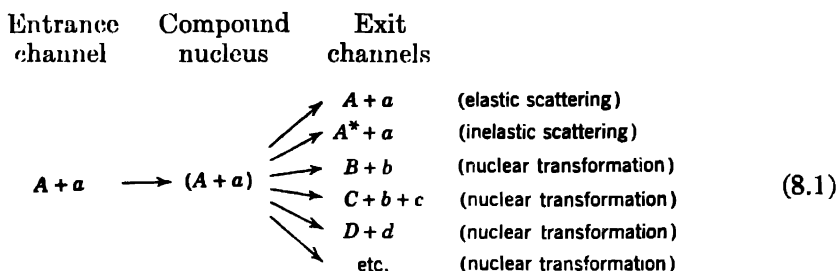 Entrance Compound Exit
channel nucleus channels
A + a (elastic scattering)
A* + a (inelastic scattering)
B + b (nuclear transformation)
A + a ⟶ (A + a) C + b + c (nuclear transformation) (8.1)
D + d (nuclear transformation)
etc. (nuclear transformation)